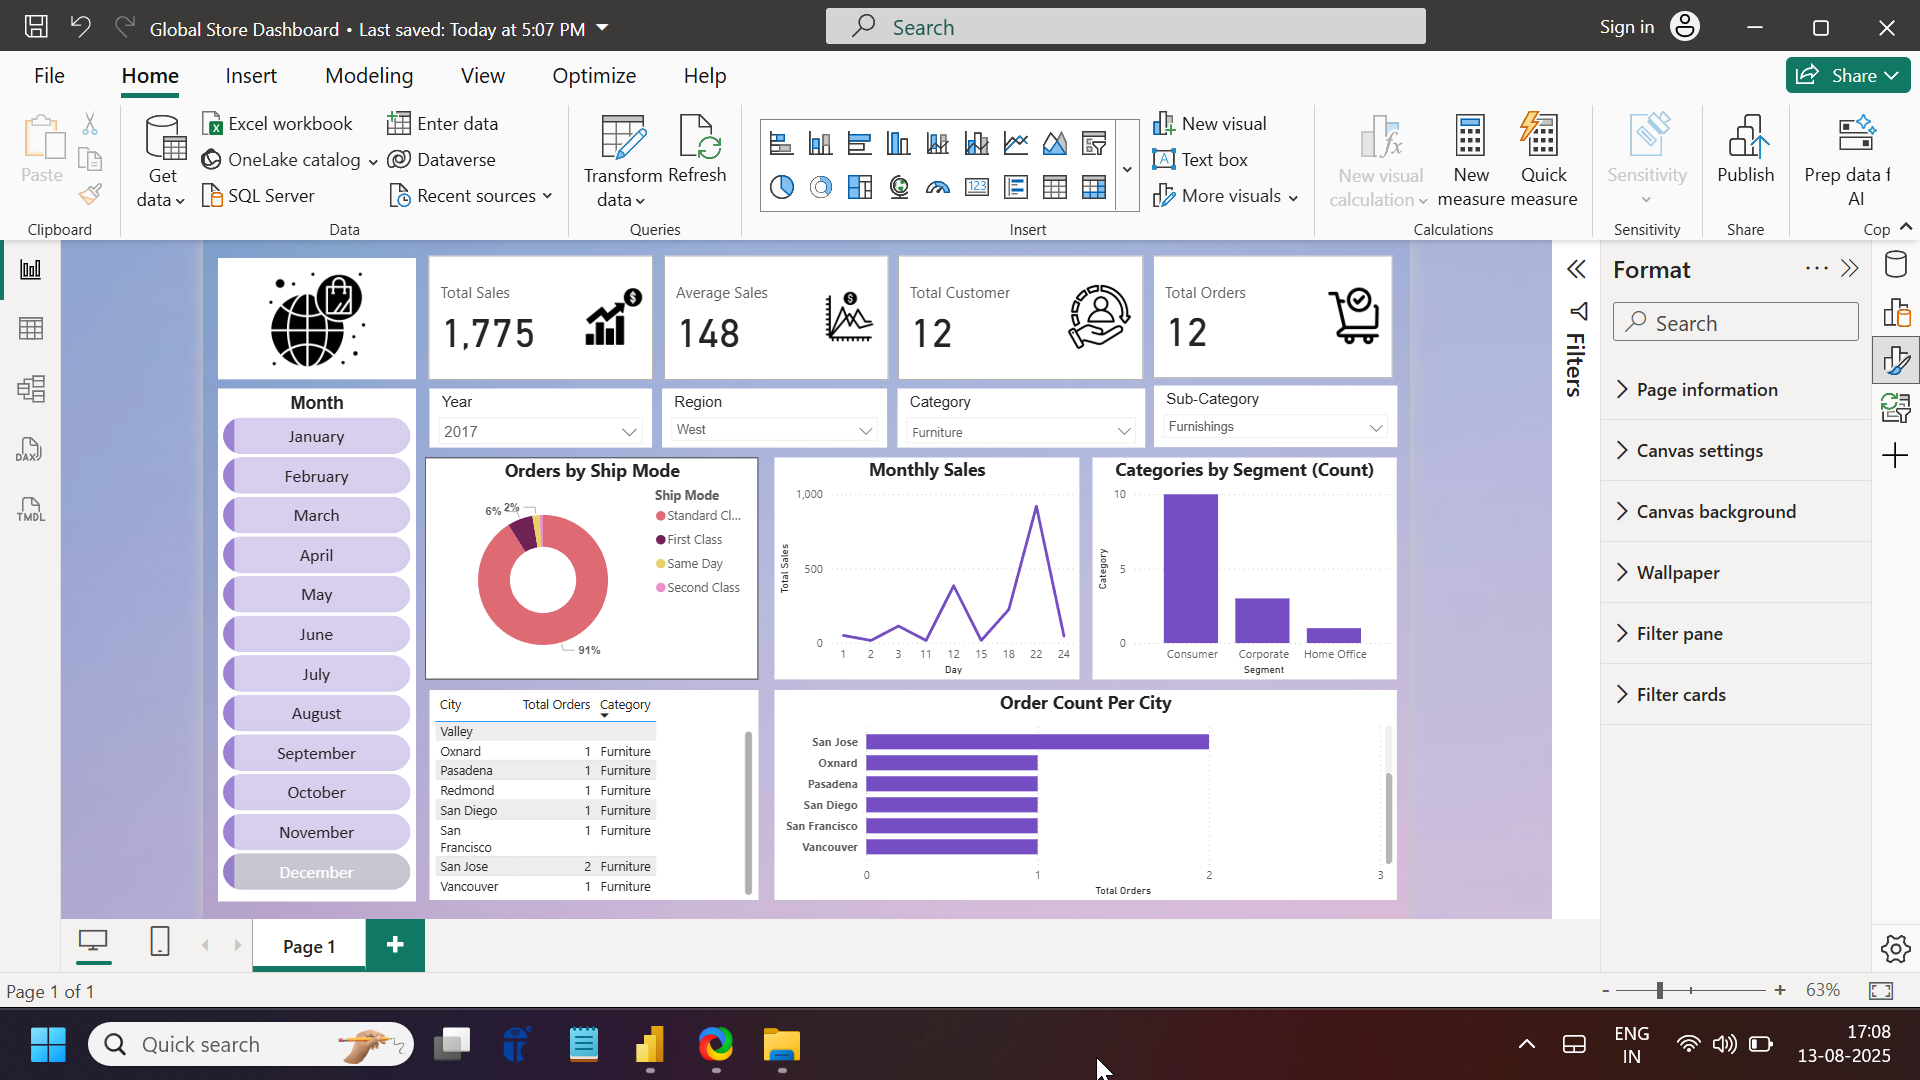 Global Store Dashboard • Last saved: Today at 5:07 PM
Search
Sign in
File
Home
Insert
Modeling
View
Optimize
Help
Share
Paste
Clipboard
Get data
Excel workbook
OneLake catalog
SQL Server
Enter data
Dataverse
Recent sources
Data
Transform data
Refresh
Queries
123
New visual
Text box
More visuals
Insert
New visual calculation
New measure
Quick measure
Calculations
Sensitivity
Sensitivity
Publish
Share
Prep data f
AI
Cop
DAX
TMDL
Total Sales
1,775
Average Sales
148
Total Customer
12
Total Orders
12
Month
January
February
March
April
May
June
July
August
September
October
November
December
Year
2017
Region
West
Category
Furniture
Sub-Category
Furnishings
Orders by Ship Mode
6%
2%
91%
Ship Mode
Standard Cl...
First Class
Same Day
Second Class
Monthly Sales
1,000
500
0
Total Sales
1 2 3 11 12 15 18 22 24
Day
Categories by Segment (Count)
10
5
0
Category
Consumer Corporate Home Office
Segment
City Total Orders Category
Valley
Oxnard 1 Furniture
Pasadena 1 Furniture
Redmond 1 Furniture
San Diego 1 Furniture
San 1 Furniture
Francisco
San Jose 2 Furniture
Vancouver 1 Furniture
Order Count Per City
San Jose
Oxnard
Pasadena
San Diego
San Francisco
Vancouver
0 1 2 3
Total Orders
Filters
Format
Search
Page information
Canvas settings
Canvas background
Wallpaper
Filter pane
Filter cards
Page 1
Page 1 of 1
63%
Quick search
ENG
IN
17:08
13-08-2025